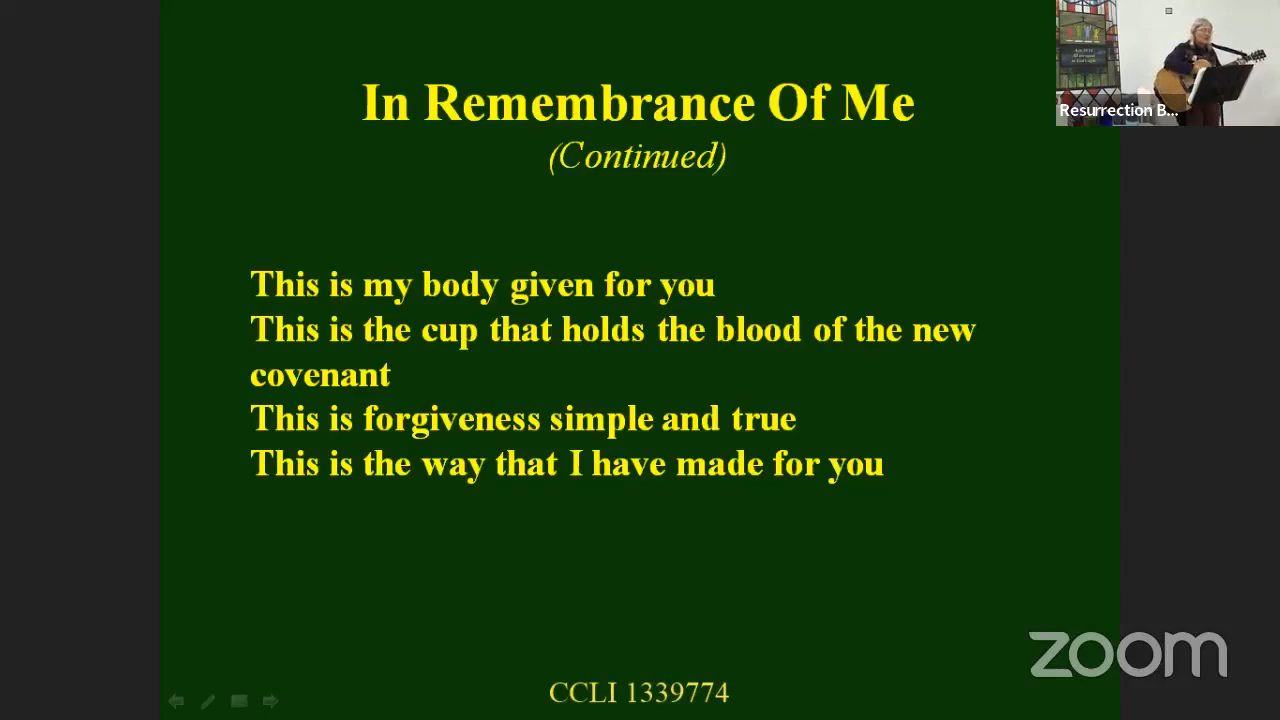 In Remembrance Of Me
(Continued)
This is my body given for you
This is the cup that holds the blood of the new
covenant
This is forgiveness simple and true
This is the way that I have made for you
CCLI 1339774
Resurrection B...
zoom